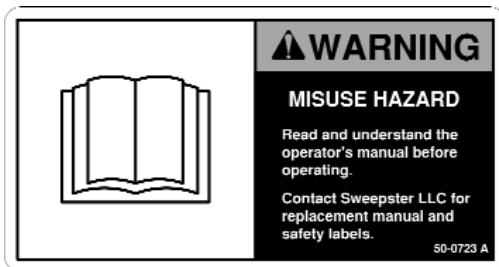 WARNING
MISUSE HAZARD
Read and understand the
operator's manual before
operating.
Contact Sweepster LLC for
replacement manual and
safety labels.
50-0723 A